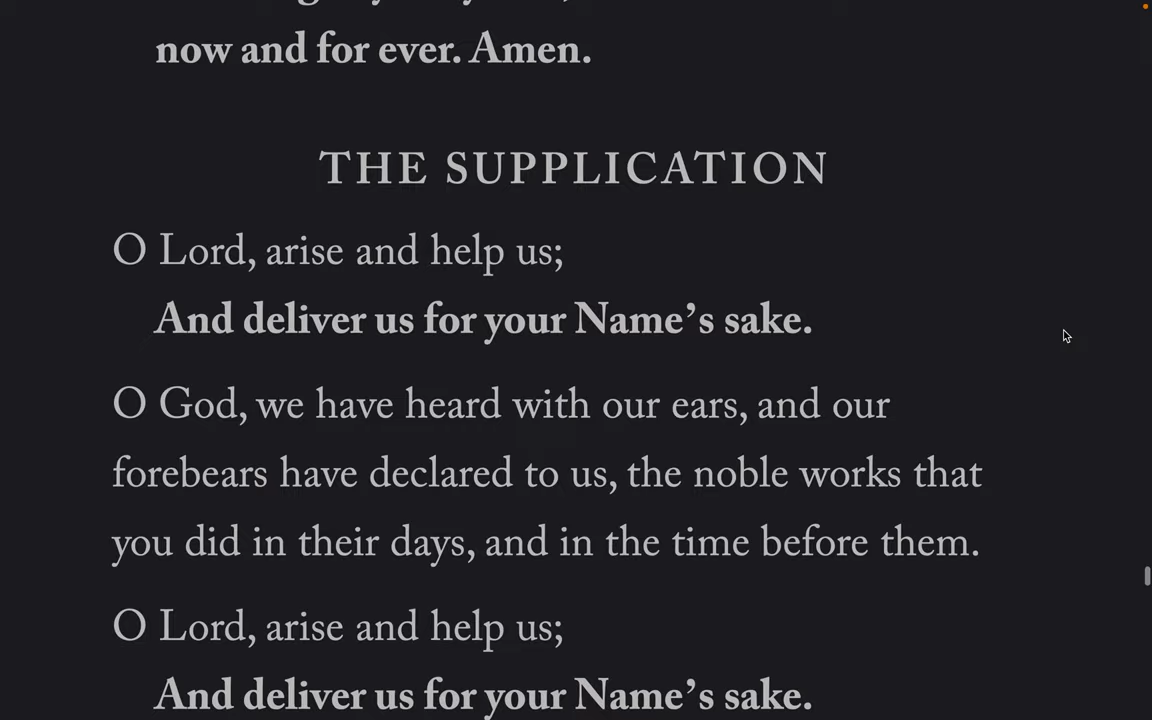 now and for ever. Amen.
THE SUPPLICATION
O Lord, arise and help us;
And deliver us for your Name’s sake.
O God, we have heard with our ears, and our
forebears have declared to us, the noble works that
you did in their days, and in the time before them.
O Lord, arise and help us;
And deliver us for your Name’s sake.